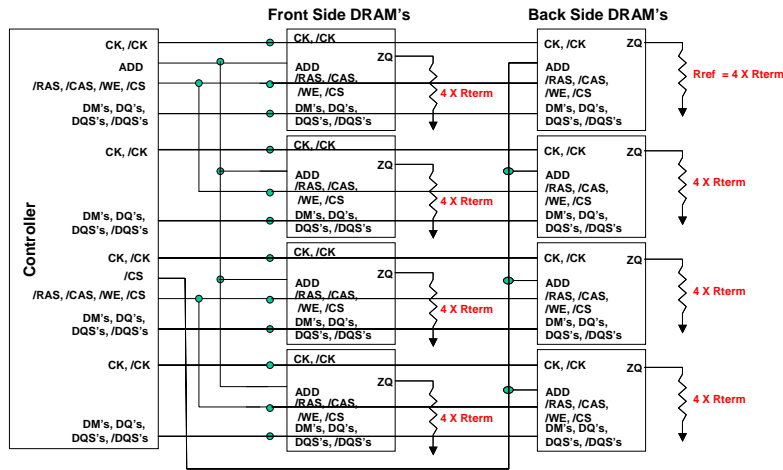 Front Side DRAM's
Back Side DRAM's
Controller
CK, /CK
ADD
/RAS, /CAS, /WE, /CS
DM's, DQ's,
DQS's, /DQS's
CK, /CK
DM's, DQ's,
DQS's, /DQS's
CK, /CK
/CS
/RAS, /CAS, /WE, /CS
DM's, DQ's,
DQS's, /DQS's
CK, /CK
DM's, DQ's,
DQS's, /DQS's
CK, /CK
ZQ
ADD
/RAS, /CAS,
/WE, /CS
DM's, DQ's,
DQS's, /DQS's
4 X Rterm
CK, /CK
ZQ
ADD
/RAS, /CAS,
/WE, /CS
DM's, DQ's,
DQS's, /DQS's
Rref = 4 X Rterm
CK, /CK
ZQ
ADD
/RAS, /CAS,
/WE, /CS
DM's, DQ's,
DQS's, /DQS's
4 X Rterm
CK, /CK
ZQ
ADD
/RAS, /CAS,
/WE, /CS
DM's, DQ's,
DQS's, /DQS's
4 X Rterm
CK, /CK
ZQ
ADD
/RAS, /CAS,
/WE, /CS
DM's, DQ's,
DQS's, /DQS's
4 X Rterm
CK, /CK
ZQ
ADD
/RAS, /CAS,
/WE, /CS
DM's, DQ's,
DQS's, /DQS's
4 X Rterm
CK, /CK
ZQ
ADD
/RAS, /CAS,
/WE, /CS
DM's, DQ's,
DQS's, /DQS's
4 X Rterm
CK, /CK
ZQ
ADD
/RAS, /CAS,
/WE, /CS
DM's, DQ's,
DQS's, /DQS's
4 X Rterm